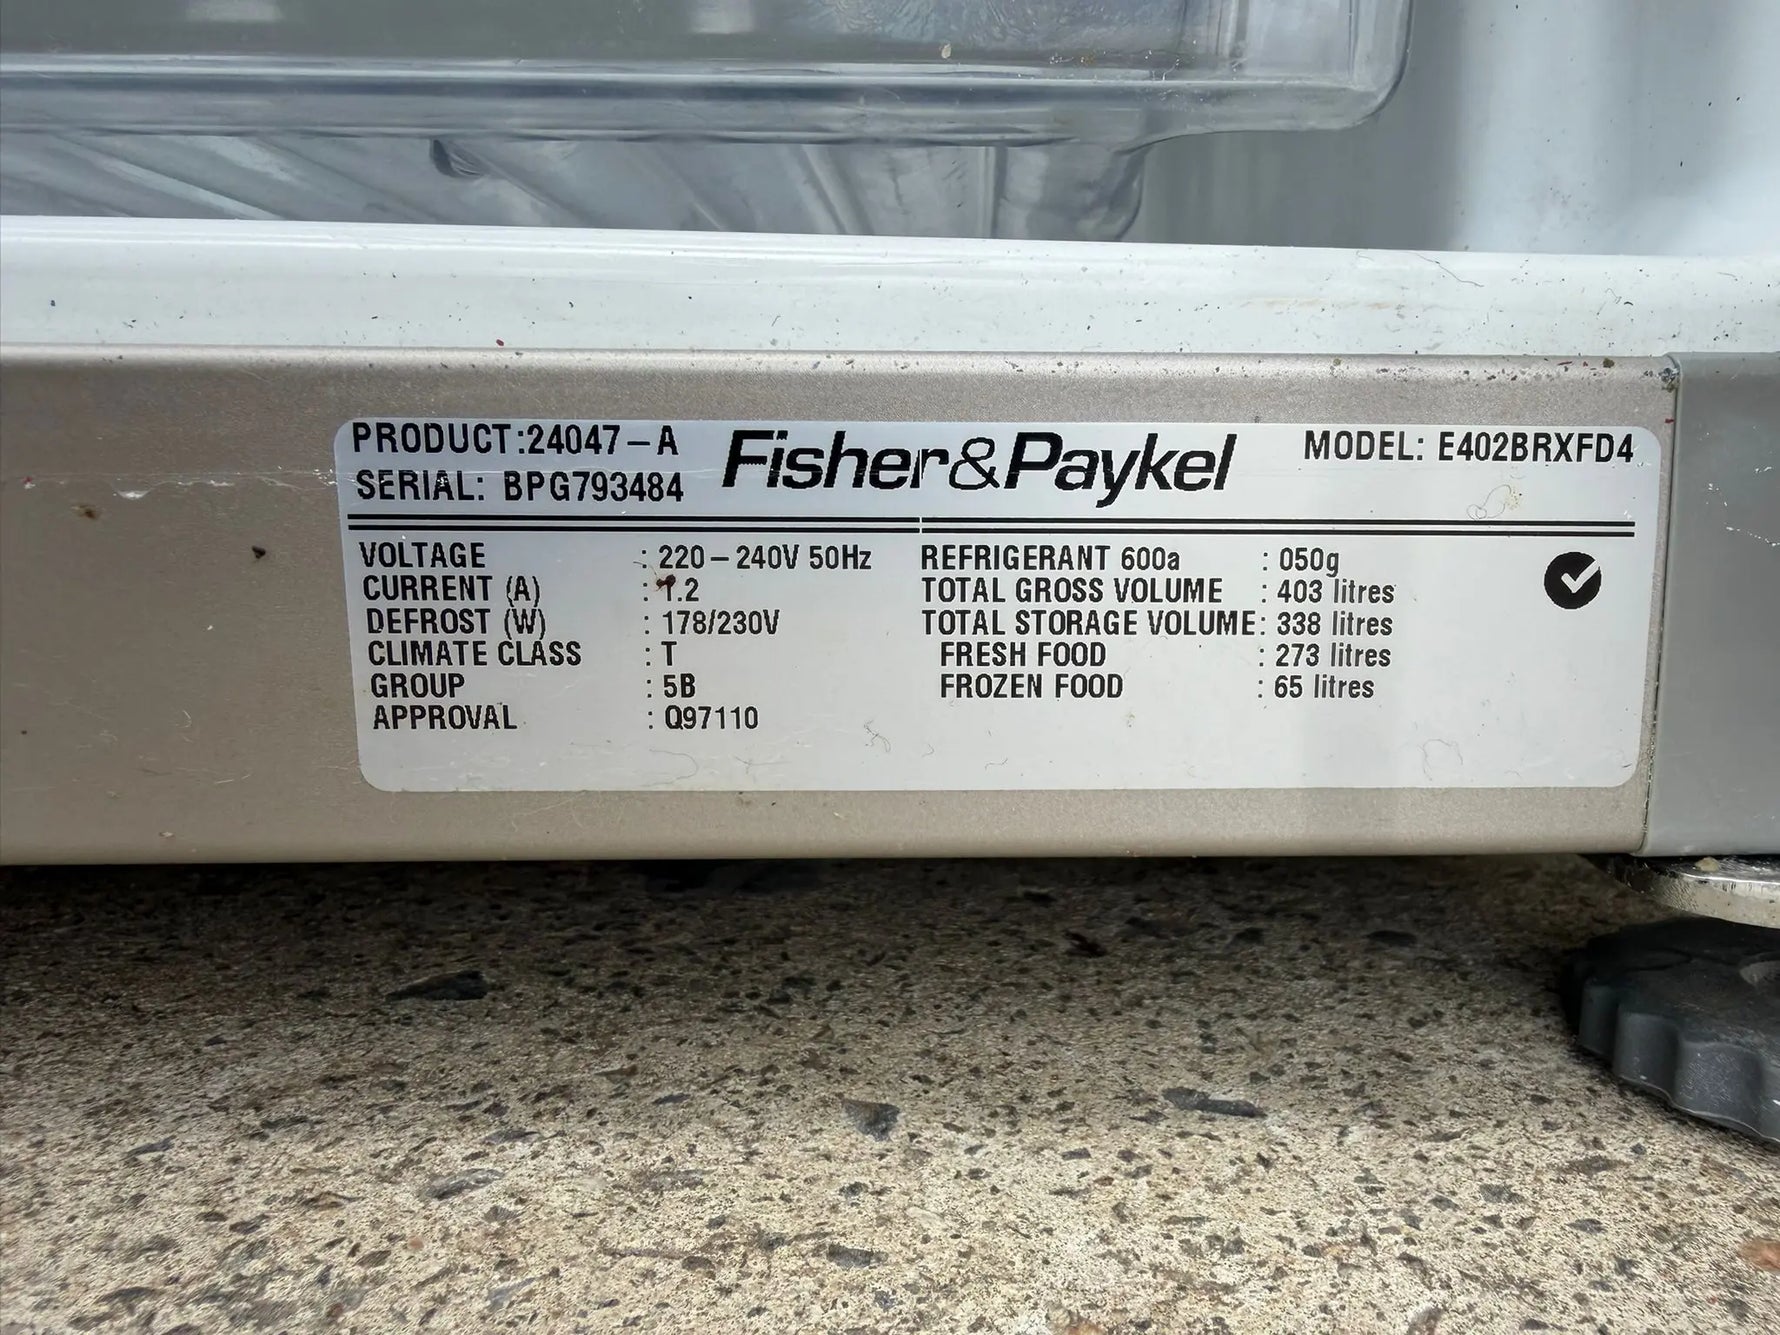 PRODUCT:24047-A
SERIAL: BPG793484
Fisher&Paykel
MODEL: E402BRXFD4
VOLTAGE : 220-240V 50Hz
CURRENT (A) : 1.2
DEFROST (W) : 178/230V
CLIMATE CLASS : T
GROUP : 5B
APPROVAL : Q97110
REFRIGERANT 600a : 050g
TOTAL GROSS VOLUME : 403 litres
TOTAL STORAGE VOLUME: 338 litres
FRESH FOOD : 273 litres
FROZEN FOOD : 65 litres